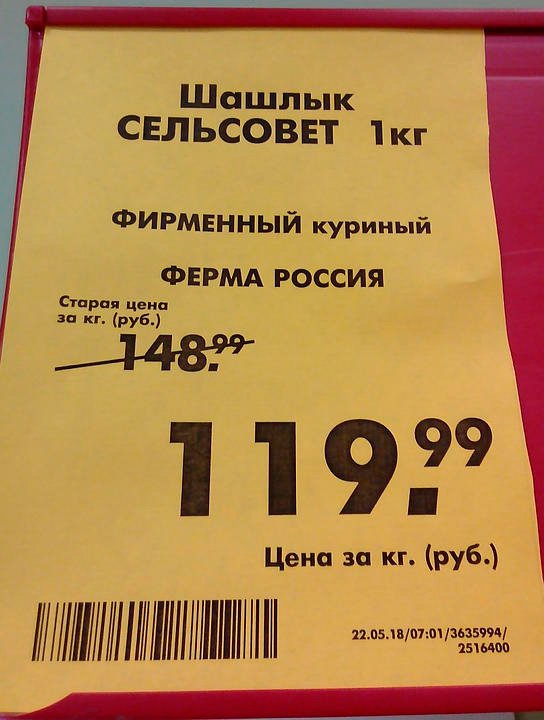 Шашлык
СЕЛЬСОВЕТ 1кг
ФИРМЕННЫЙ куриный
ФЕРМА РОССИЯ
Старая цена
за кг. (руб.)
148.99
119.99
Цена за кг. (руб.)
22.05.18/07:01/3635994/
2516400